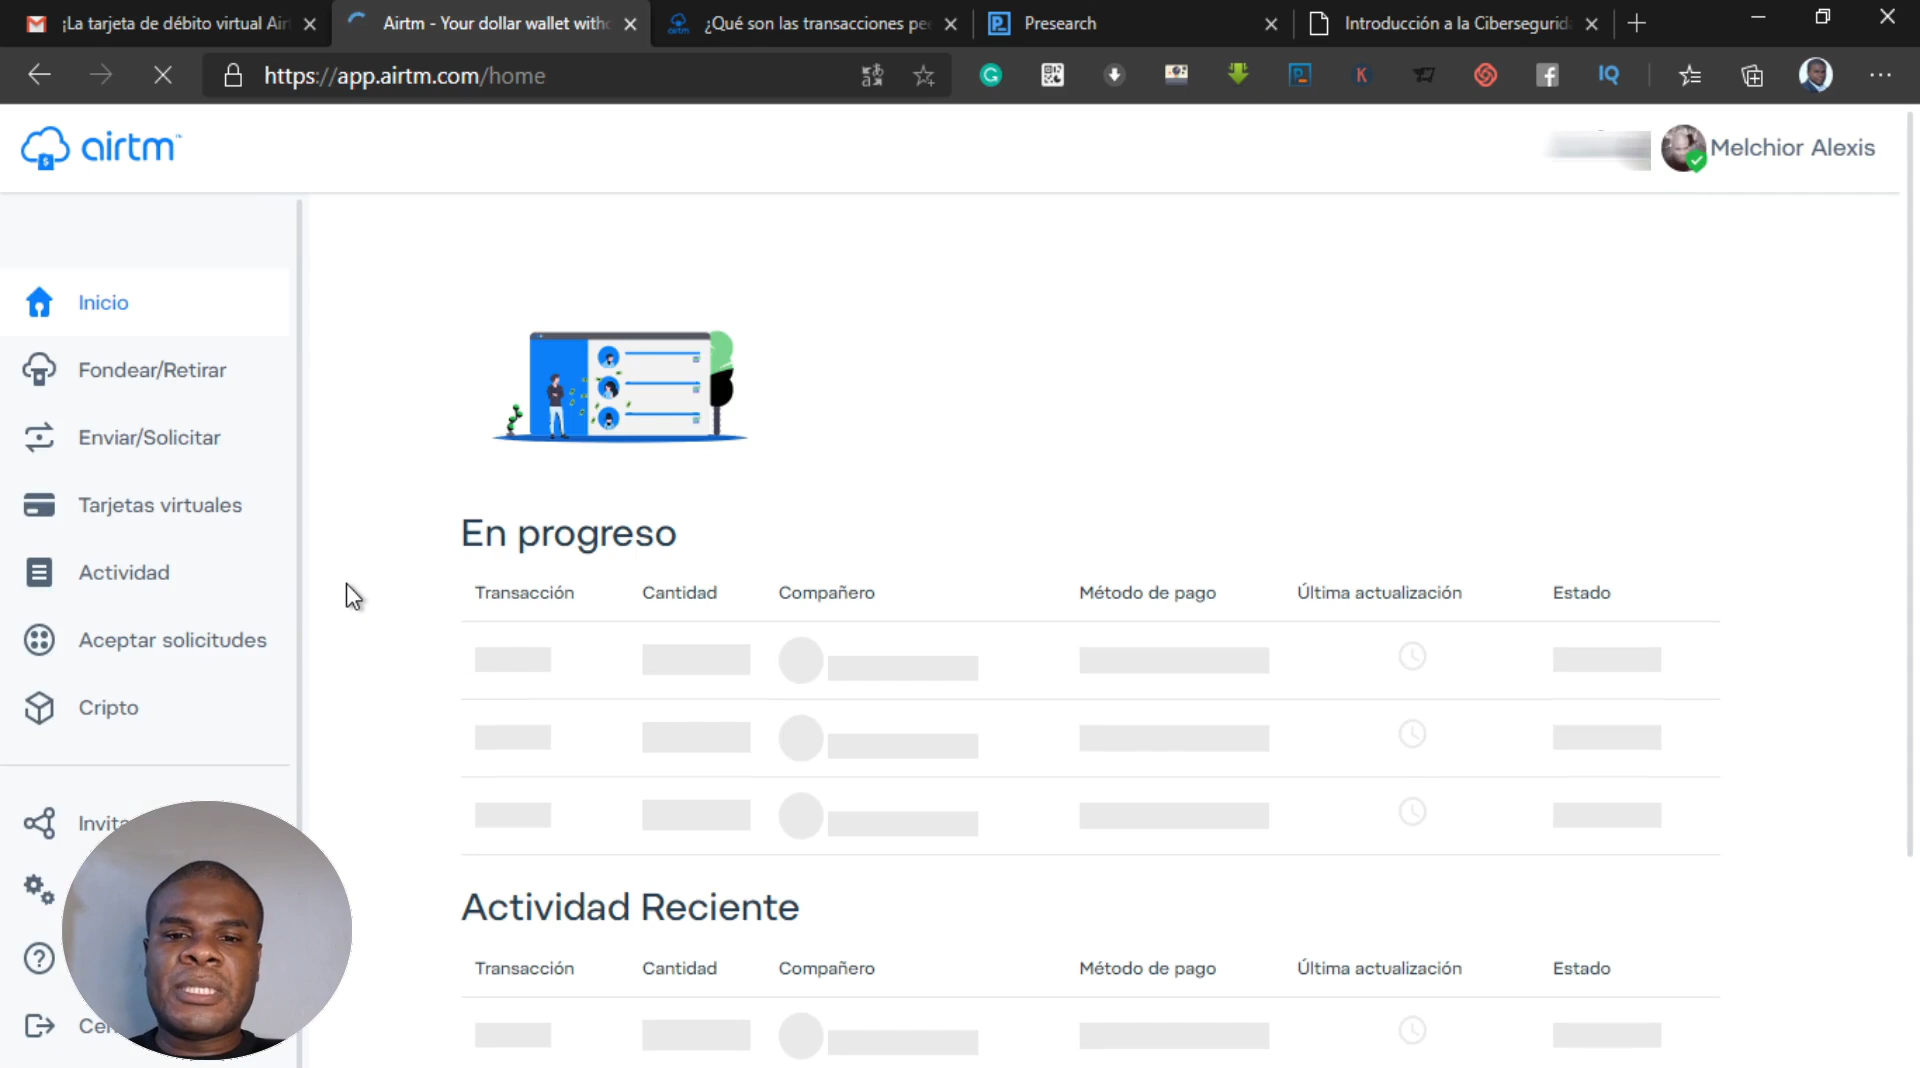 ¡La tarjeta de débito virtual Air
Airtm - Your dollar wallet witho
¿Qué son las transacciones pe
Presearch
Introducción a la Cibersegurid
https://app.airtm.com/home
airtm
Melchior Alexis
Inicio
Fondear/Retirar
Enviar/Solicitar
Tarjetas virtuales
Actividad
Aceptar solicitudes
Cripto
Invita
Cer
En progreso
Transacción Cantidad Compañero Método de pago Última actualización Estado
Actividad Reciente
Transacción Cantidad Compañero Método de pago Última actualización Estado